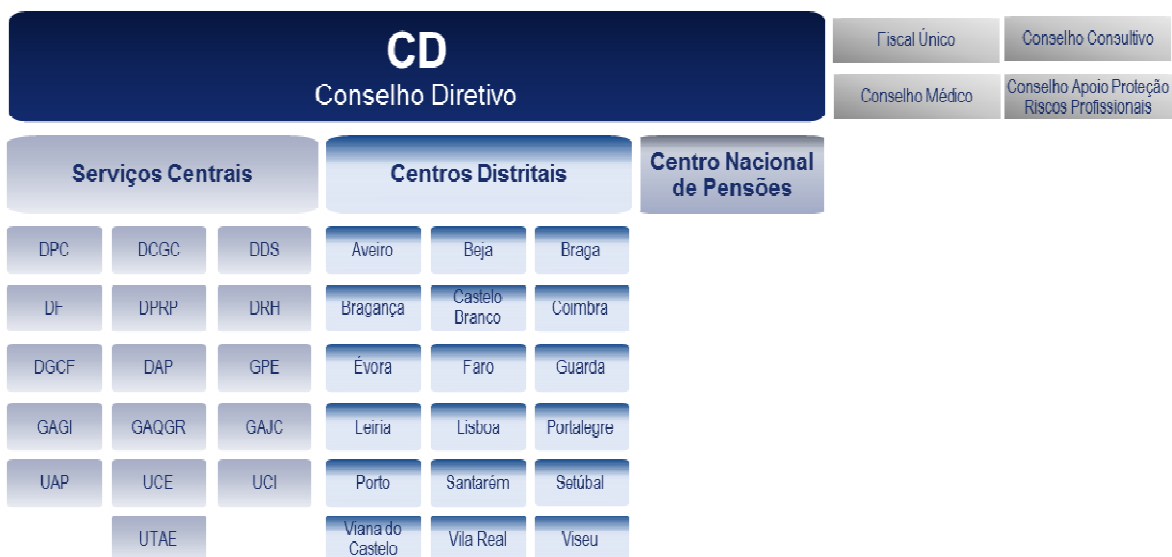 CD
Conselho Diretivo
Fiscal Único
Conselho Consultivo
Conselho Médico
Conselho Apoio Proteção
Riscos Profissionais
Serviços Centrais
Centros Distritais
Centro Nacional
de Pensões
DPC
DCGC
DDS
Aveiro
Beja
Braga
DF
DPRP
DRH
Bragança
Castelo
Branco
Coimbra
DGCF
DAP
GPE
Évora
Faro
Guarda
GAGI
GAQGR
GAJC
Leiria
Lisboa
Portalegre
UAP
UCE
UCI
Porto
Santarém
Setúbal
UTAE
Viana do
Castelo
Vila Real
Viseu